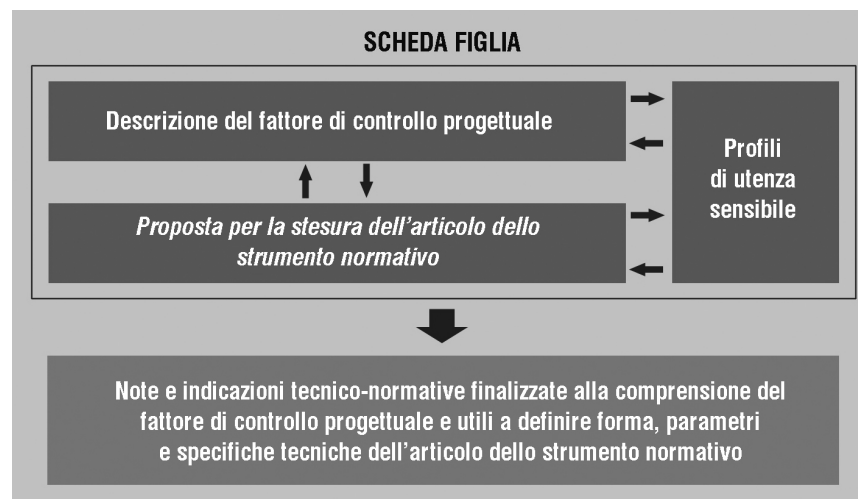 SCHEDA FIGLIA
Descrizione del fattore di controllo progettuale
Profili
di utenza
sensibile
Proposta per la stesura dell'articolo dello
strumento normativo
Note e indicazioni tecnico-normative finalizzate alla comprensione del
fattore di controllo progettuale e utili a definire forma, parametri
e specifiche tecniche dell'articolo dello strumento normativo